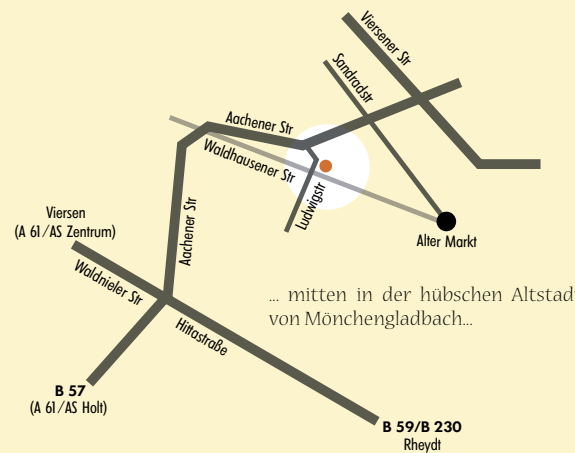 Viersener Str
Sandradstr
Aachener Str
Waldhausener Str
Ludwigstr
Alter Markt
Aachener Str
Viersen
(A 61/AS Zentrum)
Waldnieler Str
Hittastraße
... mitten in der hübschen Altstad
von Mönchengladbach...
B 57
(A 61/AS Holt)
B 59/B 230
Rheydt